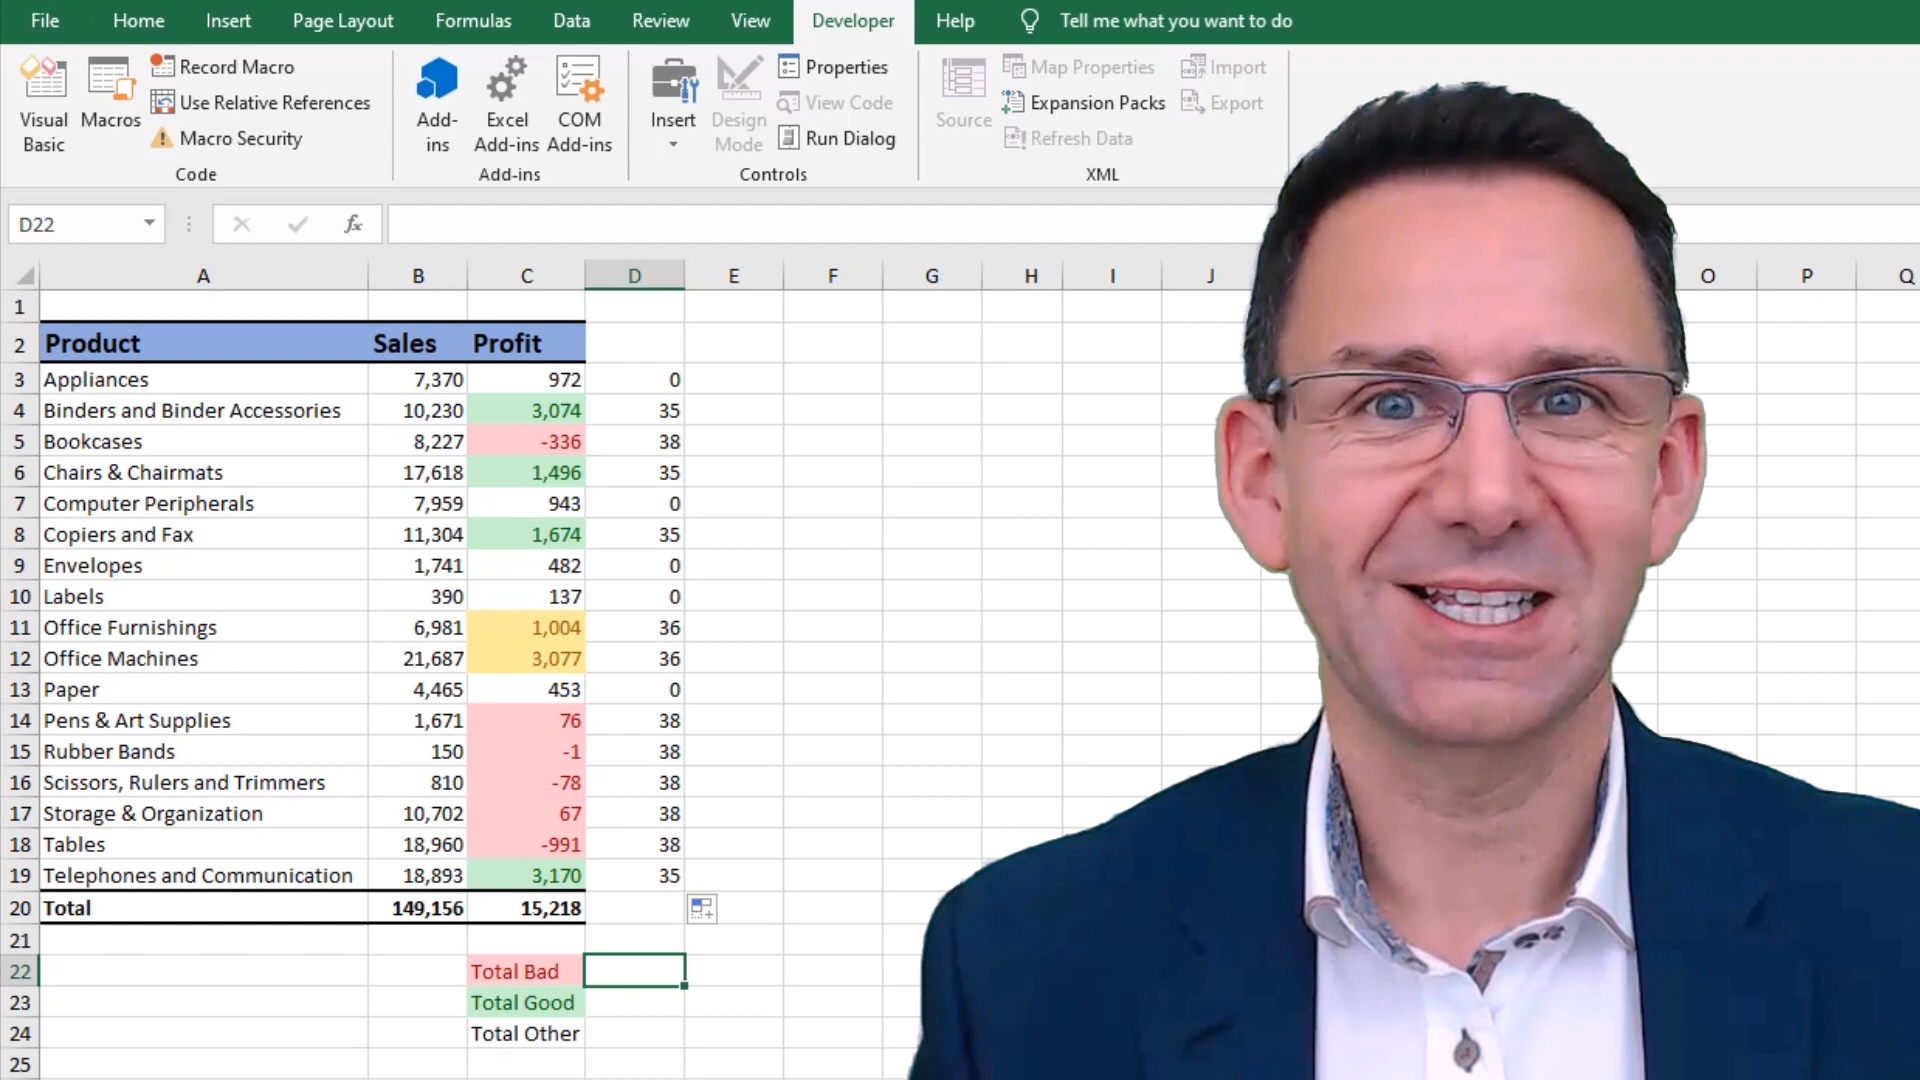 File Home Insert Page Layout Formulas Data Review View Developer Help Tell me what you want to do
Visual Basic
Macros
Record Macro
Use Relative References
Macro Security
Code
Add-ins
Excel Add-ins
COM Add-ins
Add-ins
Insert
Design Mode
Properties
View Code
Run Dialog
Controls
Source
Map Properties
Expansion Packs
Refresh Data
Import
Export
XML
D22 fx
A B C D E F G H I J O P Q
1
2 Product Sales Profit
3 Appliances 7,370 972 0
4 Binders and Binder Accessories 10,230 3,074 35
5 Bookcases 8,227 -336 38
6 Chairs & Chairmats 17,618 1,496 35
7 Computer Peripherals 7,959 943 0
8 Copiers and Fax 11,304 1,674 35
9 Envelopes 1,741 482 0
10 Labels 390 137 0
11 Office Furnishings 6,981 1,004 36
12 Office Machines 21,687 3,077 36
13 Paper 4,465 453 0
14 Pens & Art Supplies 1,671 76 38
15 Rubber Bands 150 -1 38
16 Scissors, Rulers and Trimmers 810 -78 38
17 Storage & Organization 10,702 67 38
18 Tables 18,960 -991 38
19 Telephones and Communication 18,893 3,170 35
20 Total 149,156 15,218
21
22 Total Bad
23 Total Good
24 Total Other
25